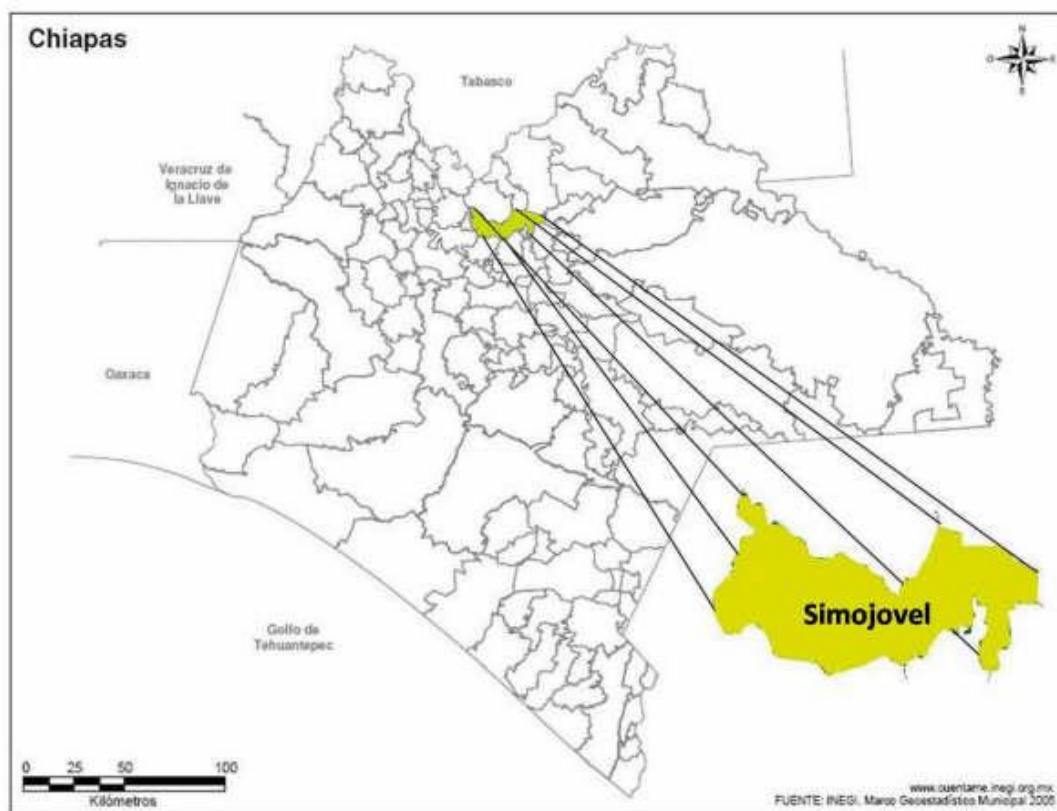 Chiapas
N
O
E
S
Tabasco
Veracruz de
Ignacio de
la Llave
Oaxaca
Simojovel
Golfo de
Tehuantepec
0 25 50 100
Kilómetros
www.cuentame.inegi.org.mx
FUENTE: INEGI. Marco Geoestadístico Municipal 2005